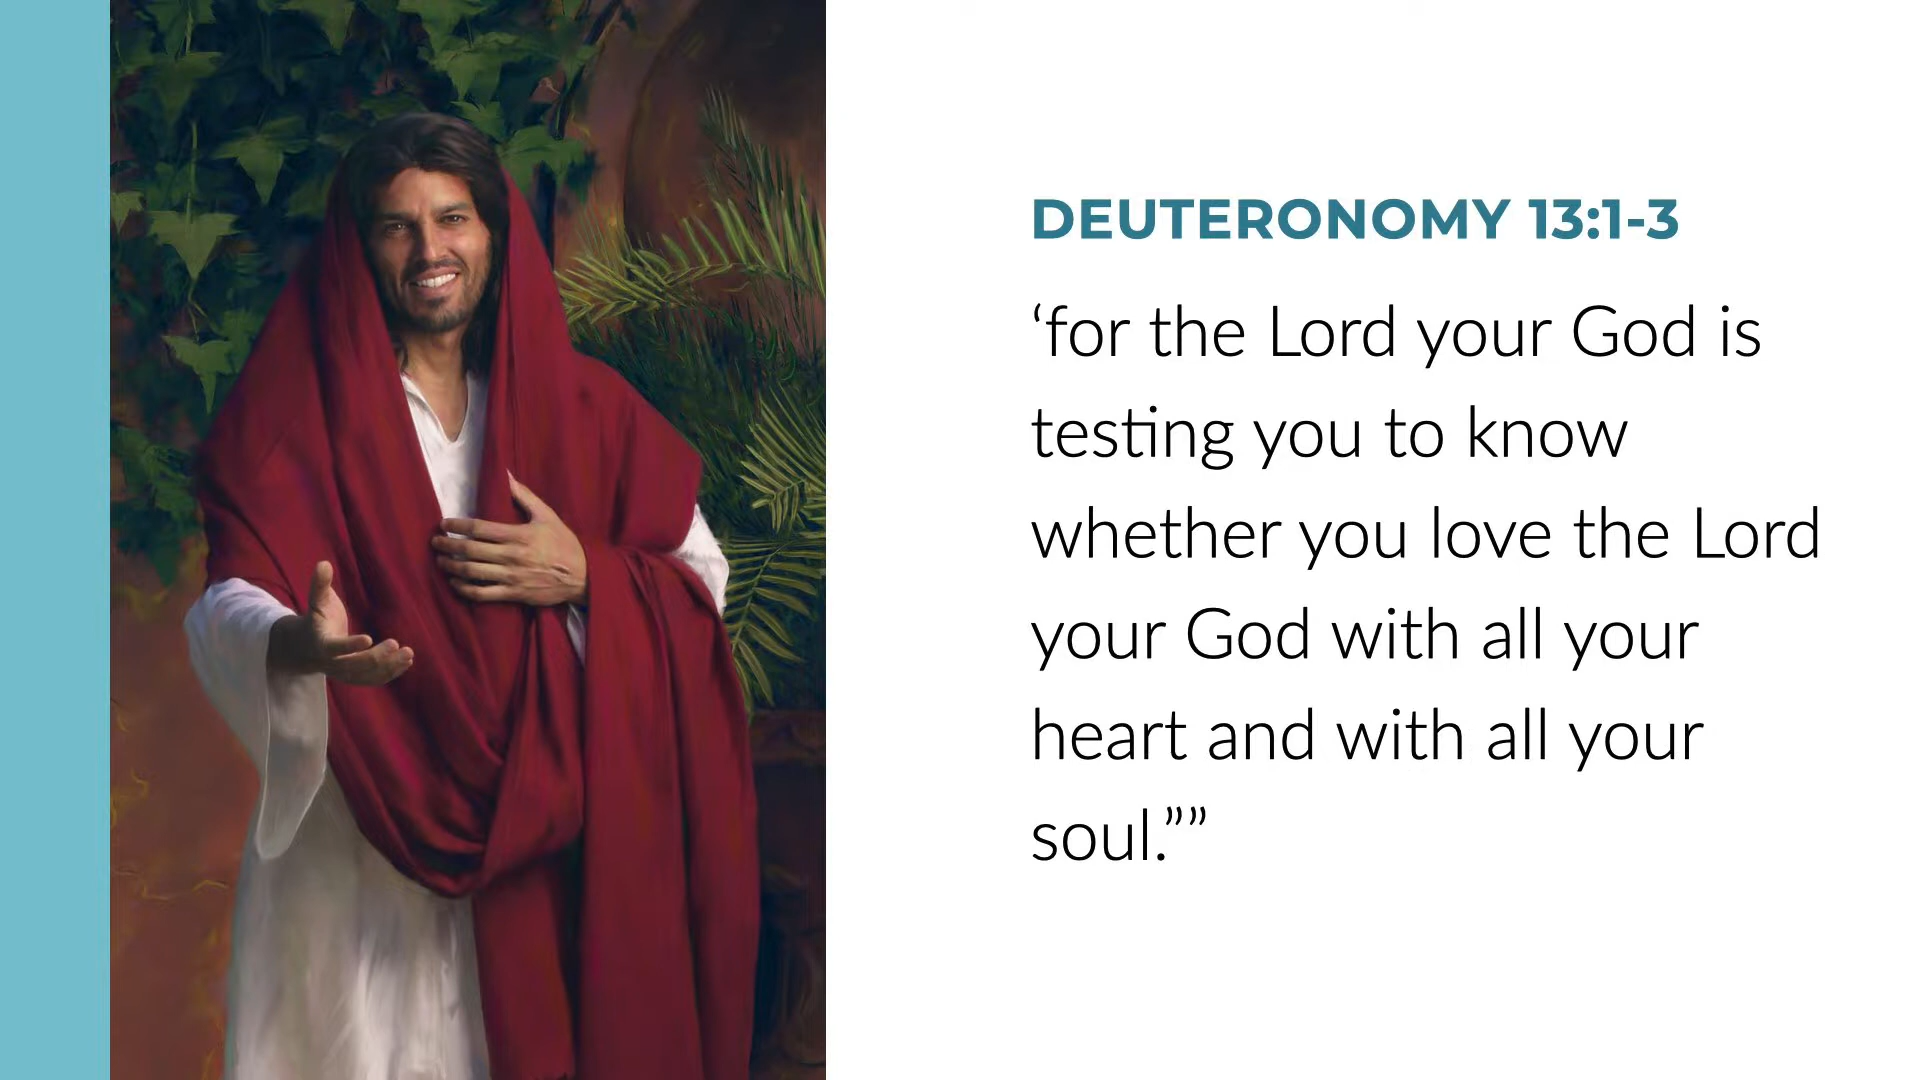 DEUTERONOMY 13:1-3
‘for the Lord your God is
testing you to know
whether you love the Lord
your God with all your
heart and with all your
soul.””